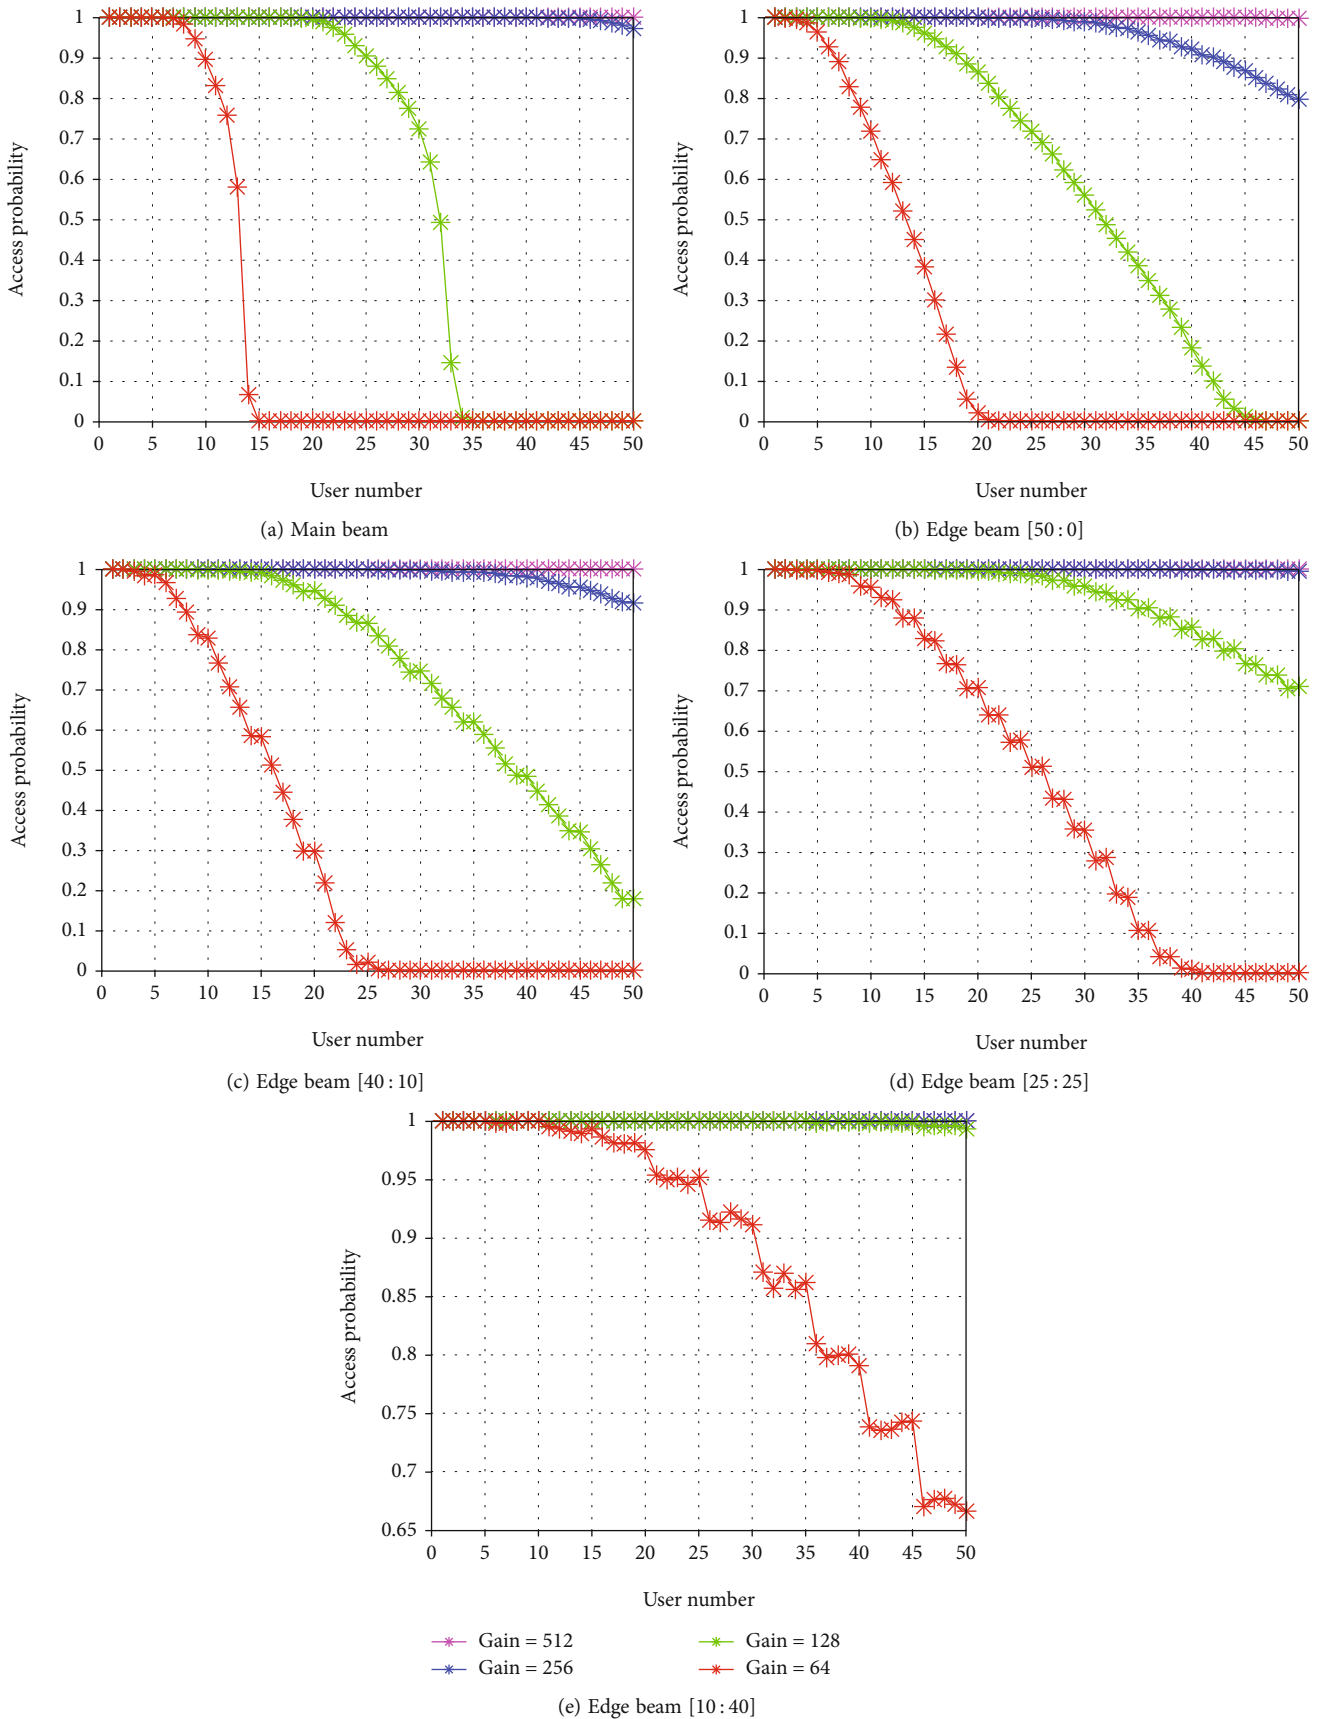 1
0.9
0.8
0.7
0.6
0.5
0.4
0.3
0.2
0.1
0
Access probability
0 5 10 15 20 25 30 35 40 45 50
User number
(a) Main beam
1
0.9
0.8
0.7
0.6
0.5
0.4
0.3
0.2
0.1
0
Access probability
0 5 10 15 20 25 30 35 40 45 50
User number
(b) Edge beam [50 : 0]
1
0.9
0.8
0.7
0.6
0.5
0.4
0.3
0.2
0.1
0
Access probability
0 5 10 15 20 25 30 35 40 45 50
User number
(c) Edge beam [40 : 10]
1
0.9
0.8
0.7
0.6
0.5
0.4
0.3
0.2
0.1
0
Access probability
0 5 10 15 20 25 30 35 40 45 50
User number
(d) Edge beam [25 : 25]
1
0.95
0.9
0.85
0.8
0.75
0.7
0.65
Access probability
0 5 10 15 20 25 30 35 40 45 50
User number
Gain = 512
Gain = 256
Gain = 128
Gain = 64
(e) Edge beam [10 : 40]